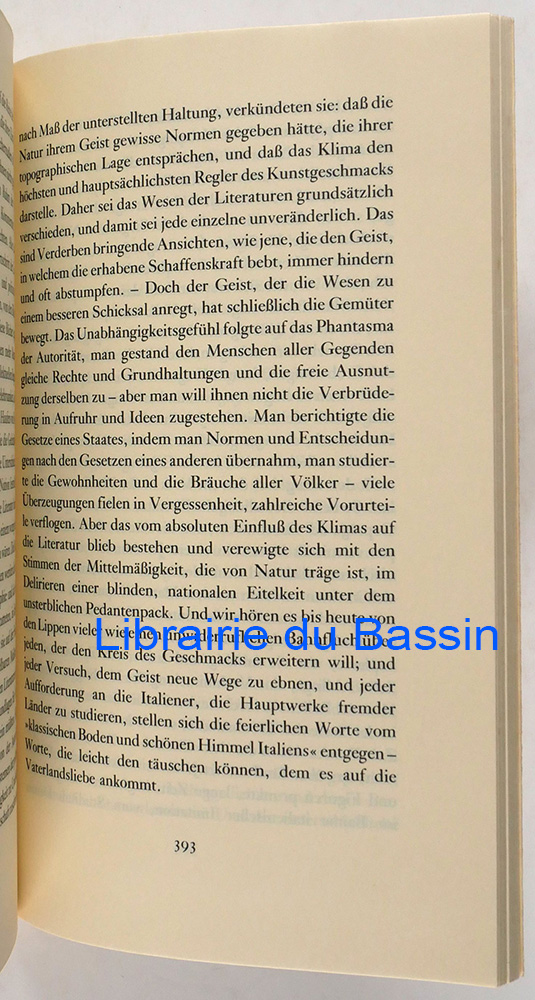 nach Maß der unterstellten Haltung, verkündeten sie: daß die
Natur ihrem Geist gewisse Normen gegeben hätte, die ihrer
topographischen Lage entsprächen, und daß das Klima den
höchsten und hauptsächlichsten Regler des Kunstgeschmacks
darstelle. Daher sei das Wesen der Literaturen grundsätzlich
verschieden, und damit sei jede einzelne unveränderlich. Das
sind Verderben bringende Ansichten, wie jene, die den Geist,
in welchem die erhabene Schaffenskraft bebt, immer hindern
und oft abstumpfen. – Doch der Geist, der die Wesen zu
einem besseren Schicksal anregt, hat schließlich die Gemüter
bewegt. Das Unabhängigkeitsgefühl folgte auf das Phantasma
der Autorität, man gestand den Menschen aller Gegenden
gleiche Rechte und Grundhaltungen und die freie Ausnut-
zung derselben zu – aber man will ihnen nicht die Verbrüde-
rung in Aufruhr und Ideen zugestehen. Man berichtigte die
Gesetze eines Staates, indem man Normen und Entscheidun-
gen nach den Gesetzen eines anderen übernahm, man studier-
te die Gewohnheiten und die Bräuche aller Völker – viele
Überzeugungen fielen in Vergessenheit, zahlreiche Vorurtei-
le verflogen. Aber das vom absoluten Einfluß des Klimas auf
die Literatur blieb bestehen und verewigte sich mit den
Stimmen der Mittelmäßigkeit, die von Natur träge ist, im
Delirieren einer blinden, nationalen Eitelkeit unter dem
unsterblichen Pedantenpack. Und wir hören es bis heute von
den Lippen vieler wie einen unwiderruflichen Bannfluch über
jeden, der den Kreis des Geschmacks erweitern will; und
jeder Versuch, dem Geist neue Wege zu ebnen, und jeder
Aufforderung an die Italiener, die Hauptwerke fremder
Länder zu studieren, stellen sich die feierlichen Worte vom
»klassischen Boden und schönen Himmel Italiens« entgegen –
Worte, die leicht den täuschen können, dem es auf die
Vaterlandsliebe ankommt.
393
Librairie du Bassin